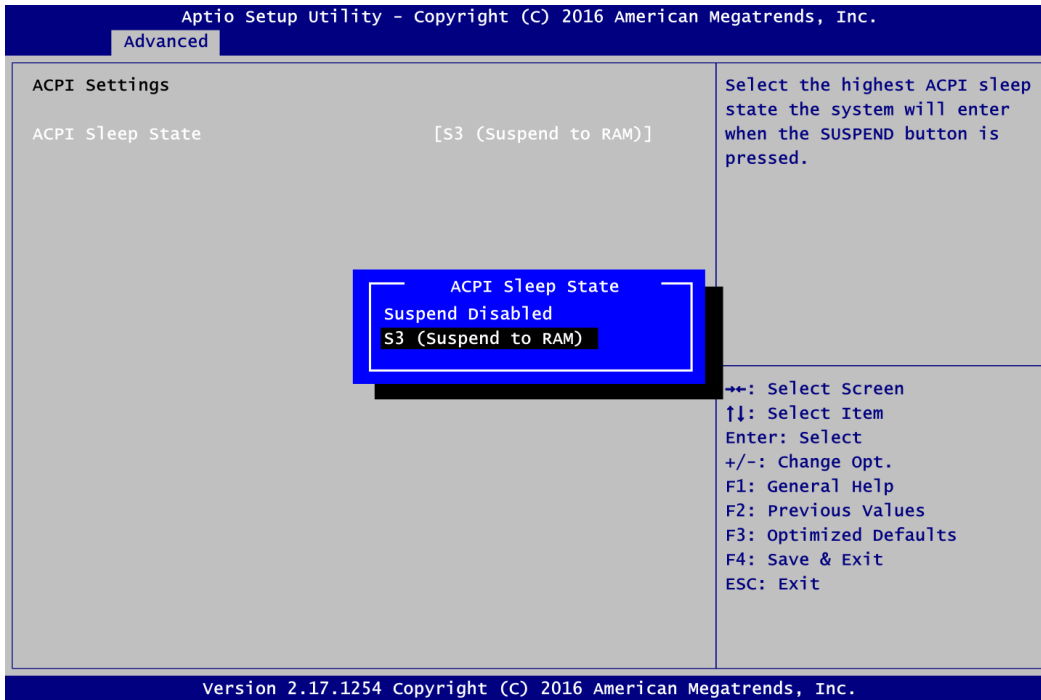 Aptio Setup Utility - Copyright (C) 2016 American Megatrends, Inc.
Advanced
ACPI Settings
ACPI Sleep State [S3 (Suspend to RAM)]
Select the highest ACPI sleep
state the system will enter
when the SUSPEND button is
pressed.
ACPI Sleep State
Suspend Disabled
S3 (Suspend to RAM)
→←: Select Screen
↑↓: Select Item
Enter: Select
+/-: Change Opt.
F1: General Help
F2: Previous Values
F3: Optimized Defaults
F4: Save & Exit
ESC: Exit
Version 2.17.1254 Copyright (C) 2016 American Megatrends, Inc.